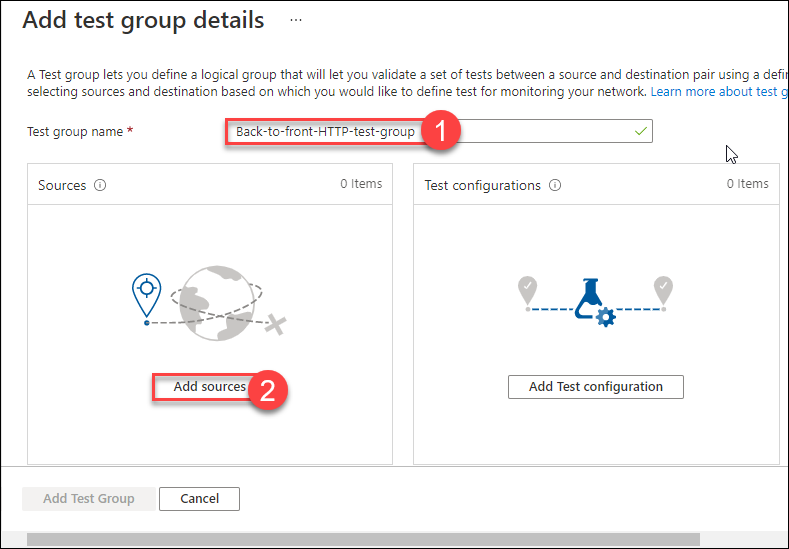 Add test group details ...
A Test group lets you define a logical group that will let you validate a set of tests between a source and destination pair using a defi
selecting sources and destination based on which you would like to define test for monitoring your network. Learn more about test g
Test group name * Back-to-front-HTTP-test-group 1
Sources 0 Items
Test configurations 0 Items
Add sources 2
Add Test configuration
Add Test Group Cancel